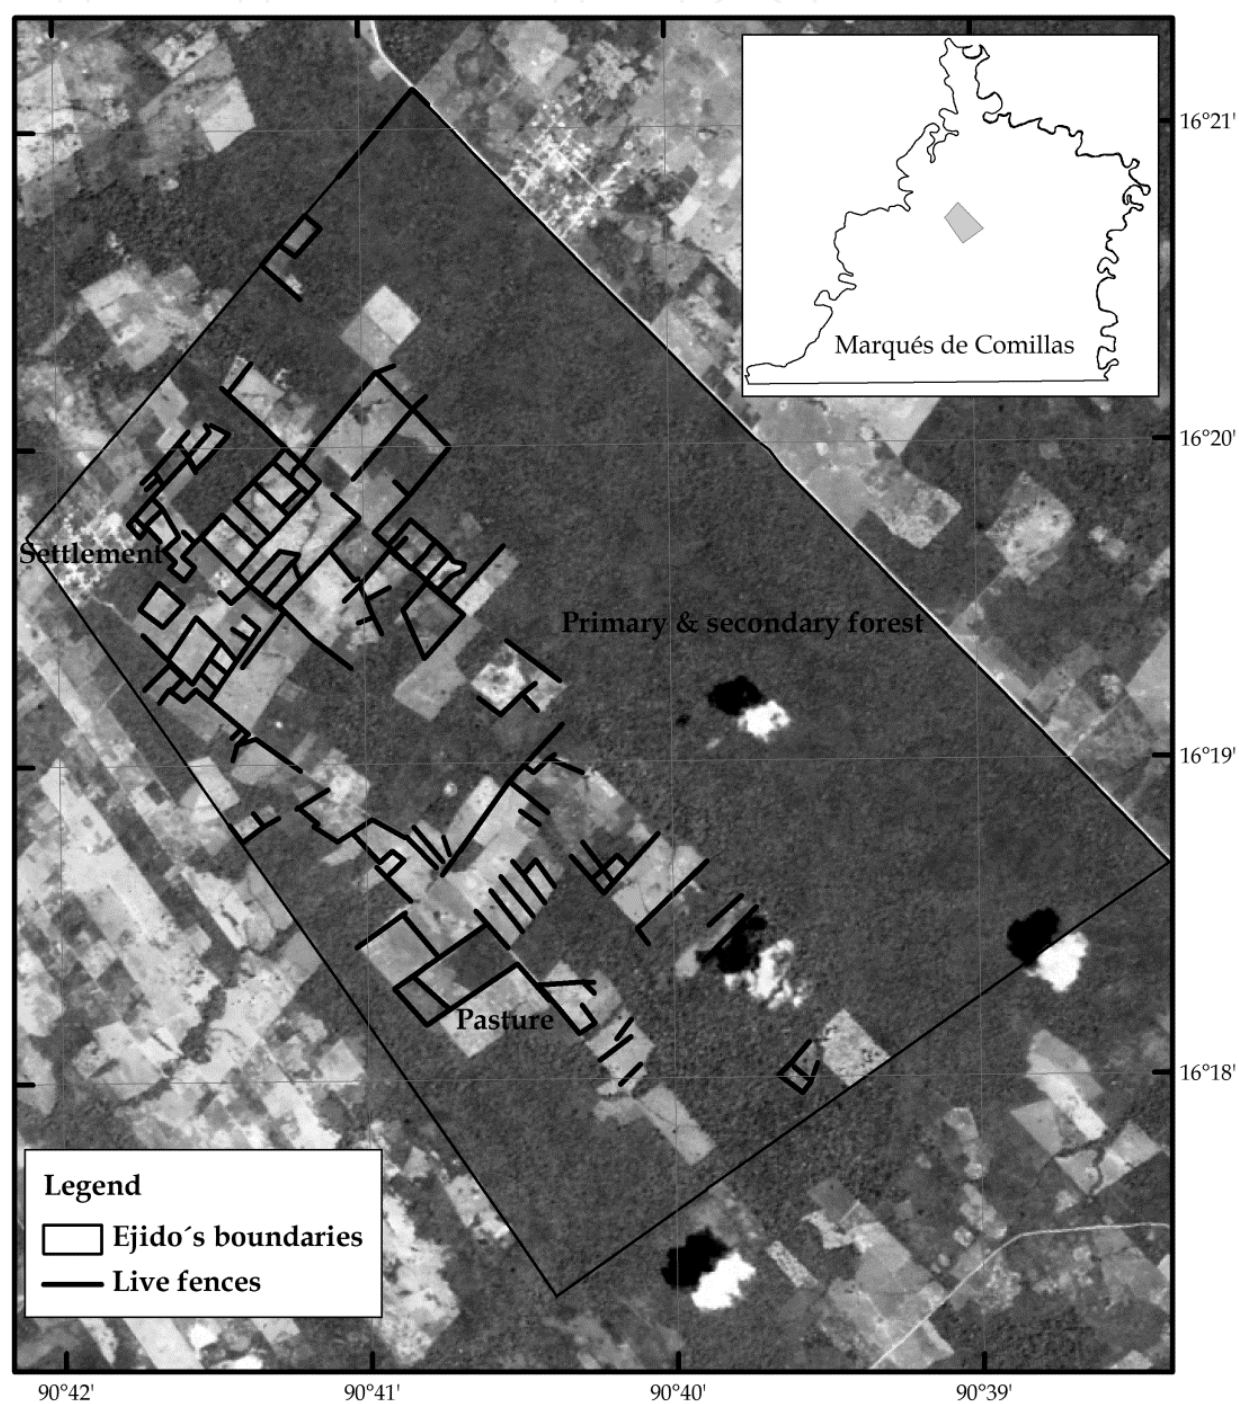 16°21'
Marqués de Comillas
16°20'
Settlement
Primary & secondary forest
16°19'
Pasture
16°18'
Legend
Ejido´s boundaries
Live fences
90°42'
90°41'
90°40'
90°39'